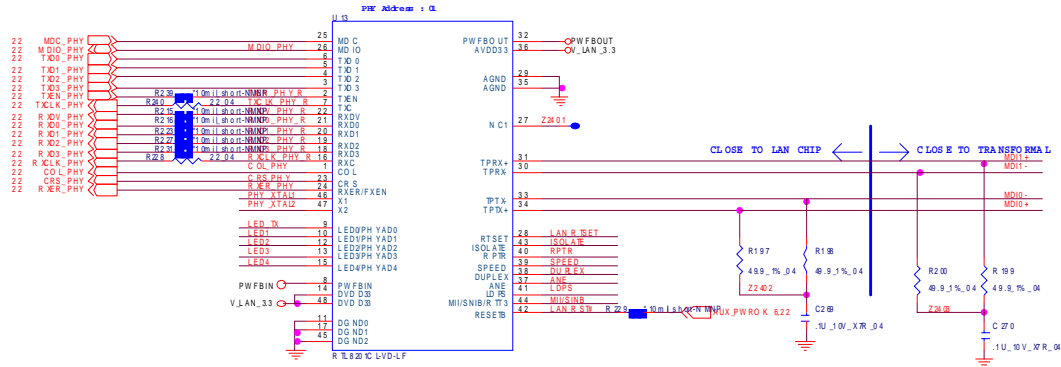 PHY Address : 01
U13
22 MDC_PHY 25 MDC
22 MDIO_PHY MDIO_PHY 26 MDIO
22 TXD0_PHY 6 TXD0
22 TXD1_PHY 5 TXD1
22 TXD2_PHY 4 TXD2
22 TXD3_PHY 3 TXD3
22 TXEN_PHY R239 2 TXEN
22 TXCLK_PHY R240 22_04 TXCLK_PHY_R 7 TXC
22 RXDV_PHY R215 22 RXDV
22 RXD0_PHY R216 21 RXD0
22 RXD1_PHY 20 RXD1
22 RXD2_PHY 19 RXD2
22 RXD3_PHY 18 RXD3
22 RXCLK_PHY R228 22_04 RXCLK_PHY_R 16 RXC
22 COL_PHY COL_PHY 1 COL
22 CRS_PHY CRS_PHY 23 CRS
22 RXER_PHY RXER_PHY 24 RXER/FXEN
PHY_XTAL1 46 X1
PHY_XTAL2 47 X2
LED_TX 9 LED0/PHYAD0
LED1 10 LED1/PHYAD1
LED2 12 LED2/PHYAD2
LED3 13 LED3/PHYAD3
LED4 15 LED4/PHYAD4
PWFBIN 8 PWFBIN
14 DVDD33
V_LAN_3.3 48 DVDD33
11 DGND0
17 DGND1
45 DGND2
RTL8201CL-VD-LF
PWFBOUT 32 PWFBOUT
AVDD33 36 V_LAN_3.3
AGND 29
AGND 35
NC1 27 Z2401
CLOSE TO LAN CHIP
CLOSE TO TRANSFORMAL
TPRX+ 31 MDI1+
TPRX- 30 MDI1-
TPTX- 33 MDI0-
TPTX+ 34 MDI0+
RTSET 28 LAN_RTSET
ISOLATE 43 ISOLATE
RPTR 40 RPTR
SPEED 39 SPEED
DUPLEX 38 DUPLEX
ANE 37 ANE
LDPS 41 LDPS
MII/SNIB/RTT3 44 MII/SNIB
RESETB 42 R229 *10mil_short-NMNP AUX_PWROK 6,22
R197
49.9_1%_04
R198
49.9_1%_04
Z2402
C269
.1U_10V_X7R_04
R200
49.9_1%_04
R199
49.9_1%_04
Z2403
C270
.1U_10V_X7R_04